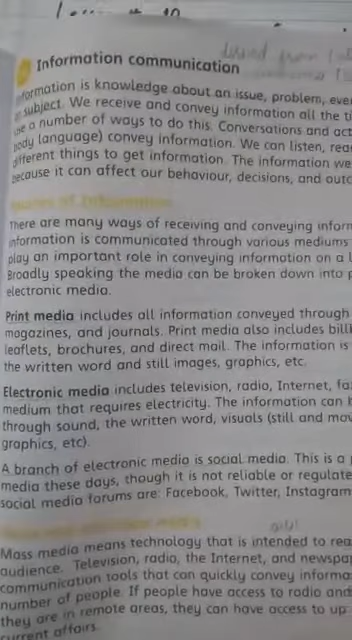 Information communication
Information is knowledge about an issue, problem, eve
subject. We receive and convey information all the ti
use a number of ways to do this. Conversations and act
body language) convey information. We can listen, rea
different things to get information. The information we
because it can affect our behaviour, decisions, and outc
There are many ways of receiving and conveying inform
information is communicated through various mediums
play an important role in conveying information on a l
Broadly speaking the media can be broken down into p
electronic media.
Print media includes all information conveyed through
magazines, and journals. Print media also includes bill
leaflets, brochures, and direct mail. The information is
the written word and still images, graphics, etc.
Electronic media includes television, radio, Internet, fa
medium that requires electricity. The information can b
through sound, the written word, visuals (still and mov
graphics, etc).
A branch of electronic media is social media. This is a p
media these days, though it is not reliable or regulate
social media forums are: Facebook, Twitter, Instagram
Mass media means technology that is intended to rea
audience. Television, radio, the Internet, and newspap
communication tools that can quickly convey informa
number of people. If people have access to radio and
they are in remote areas, they can have access to up
current affairs.